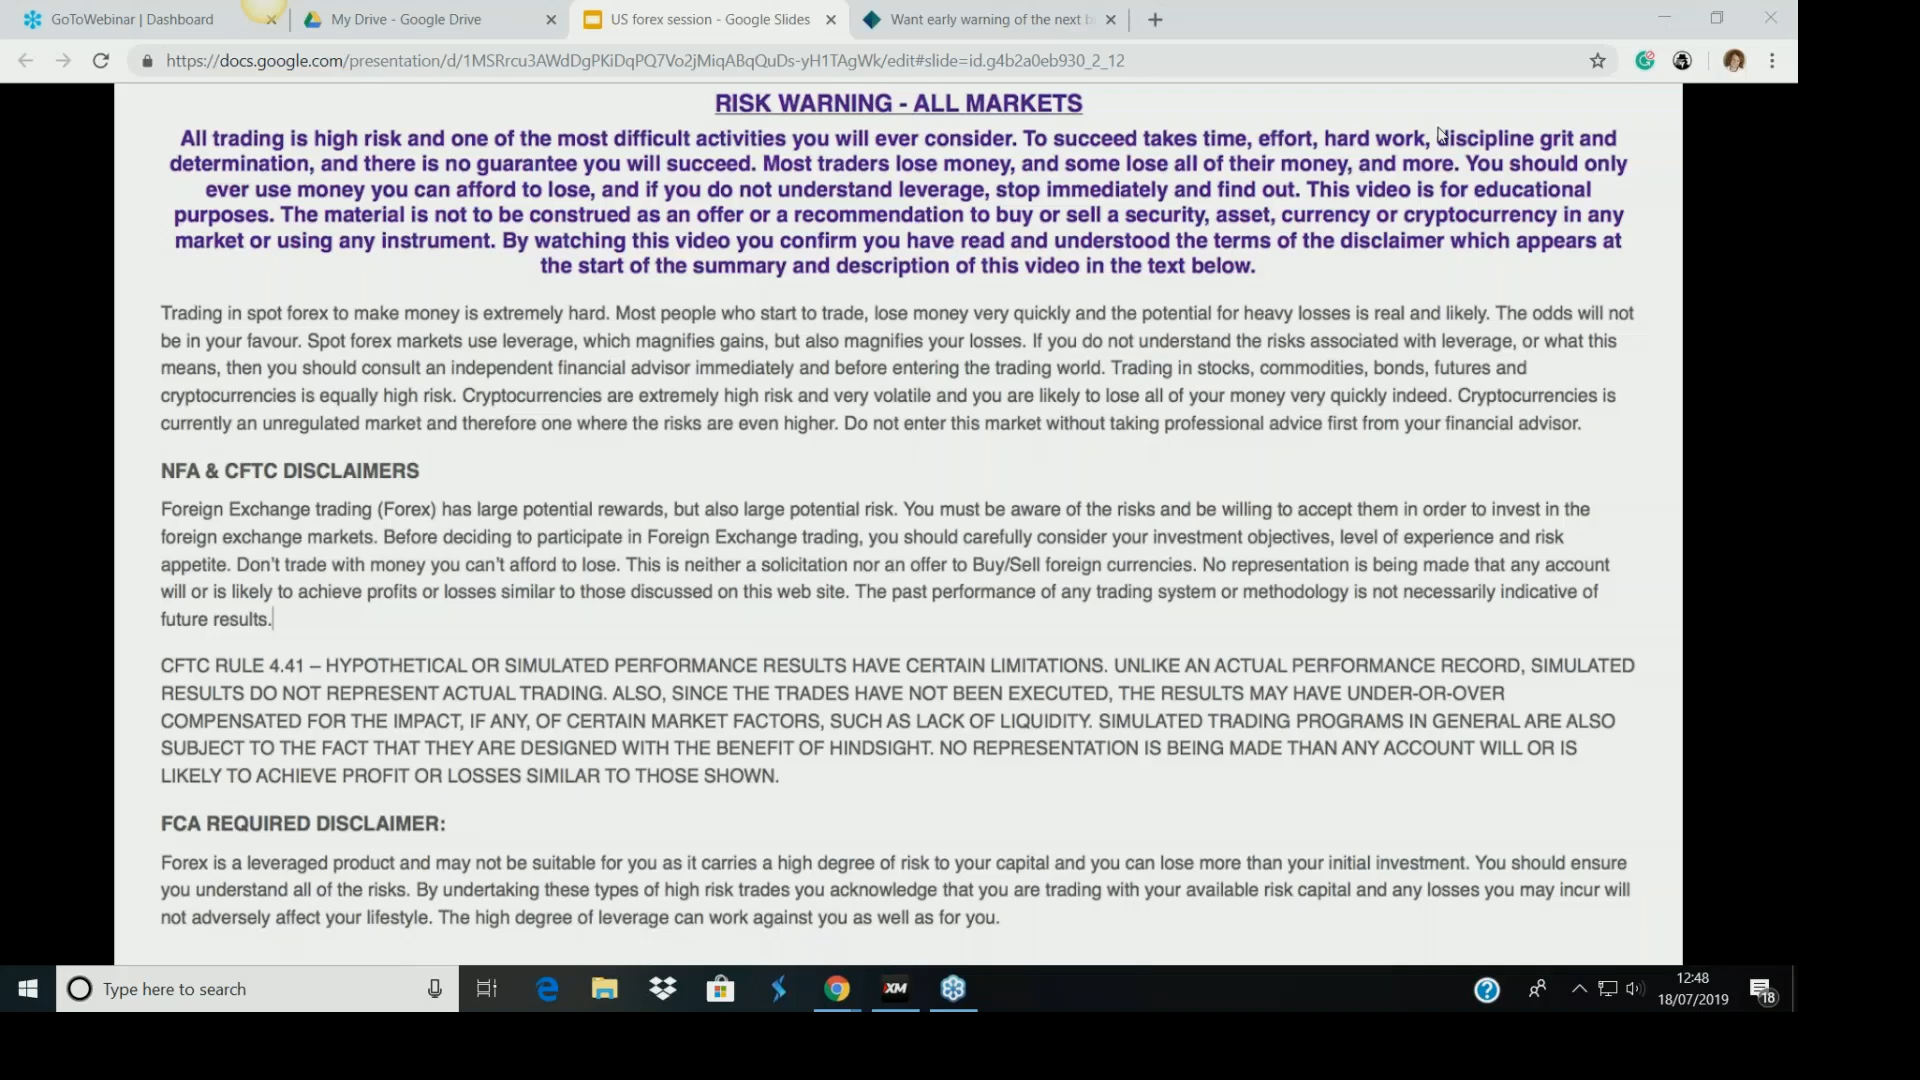 GoToWebinar | Dashboard
My Drive - Google Drive
US forex session - Google Slides
Want early warning of the next
https://docs.google.com/presentation/d/1MSRrcu3AWdDgPKiDqPQ7Vo2jMiqABqQuDs-yH1TAgWk/edit#slide=id.g4b2a0eb930_2_12
RISK WARNING - ALL MARKETS
All trading is high risk and one of the most difficult activities you will ever consider. To succeed takes time, effort, hard work, discipline grit and
determination, and there is no guarantee you will succeed. Most traders lose money, and some lose all of their money, and more. You should only
ever use money you can afford to lose, and if you do not understand leverage, stop immediately and find out. This video is for educational
purposes. The material is not to be construed as an offer or a recommendation to buy or sell a security, asset, currency or cryptocurrency in any
market or using any instrument. By watching this video you confirm you have read and understood the terms of the disclaimer which appears at
the start of the summary and description of this video in the text below.
Trading in spot forex to make money is extremely hard. Most people who start to trade, lose money very quickly and the potential for heavy losses is real and likely. The odds will not
be in your favour. Spot forex markets use leverage, which magnifies gains, but also magnifies your losses. If you do not understand the risks associated with leverage, or what this
means, then you should consult an independent financial advisor immediately and before entering the trading world. Trading in stocks, commodities, bonds, futures and
cryptocurrencies is equally high risk. Cryptocurrencies are extremely high risk and very volatile and you are likely to lose all of your money very quickly indeed. Cryptocurrencies is
currently an unregulated market and therefore one where the risks are even higher. Do not enter this market without taking professional advice first from your financial advisor.
NFA & CFTC DISCLAIMERS
Foreign Exchange trading (Forex) has large potential rewards, but also large potential risk. You must be aware of the risks and be willing to accept them in order to invest in the
foreign exchange markets. Before deciding to participate in Foreign Exchange trading, you should carefully consider your investment objectives, level of experience and risk
appetite. Don't trade with money you can't afford to lose. This is neither a solicitation nor an offer to Buy/Sell foreign currencies. No representation is being made that any account
will or is likely to achieve profits or losses similar to those discussed on this web site. The past performance of any trading system or methodology is not necessarily indicative of
future results.
CFTC RULE 4.41 – HYPOTHETICAL OR SIMULATED PERFORMANCE RESULTS HAVE CERTAIN LIMITATIONS. UNLIKE AN ACTUAL PERFORMANCE RECORD, SIMULATED
RESULTS DO NOT REPRESENT ACTUAL TRADING. ALSO, SINCE THE TRADES HAVE NOT BEEN EXECUTED, THE RESULTS MAY HAVE UNDER-OR-OVER
COMPENSATED FOR THE IMPACT, IF ANY, OF CERTAIN MARKET FACTORS, SUCH AS LACK OF LIQUIDITY. SIMULATED TRADING PROGRAMS IN GENERAL ARE ALSO
SUBJECT TO THE FACT THAT THEY ARE DESIGNED WITH THE BENEFIT OF HINDSIGHT. NO REPRESENTATION IS BEING MADE THAN ANY ACCOUNT WILL OR IS
LIKELY TO ACHIEVE PROFIT OR LOSSES SIMILAR TO THOSE SHOWN.
FCA REQUIRED DISCLAIMER:
Forex is a leveraged product and may not be suitable for you as it carries a high degree of risk to your capital and you can lose more than your initial investment. You should ensure
you understand all of the risks. By undertaking these types of high risk trades you acknowledge that you are trading with your available risk capital and any losses you may incur will
not adversely affect your lifestyle. The high degree of leverage can work against you as well as for you.
Type here to search
XM
12:48
18/07/2019
18